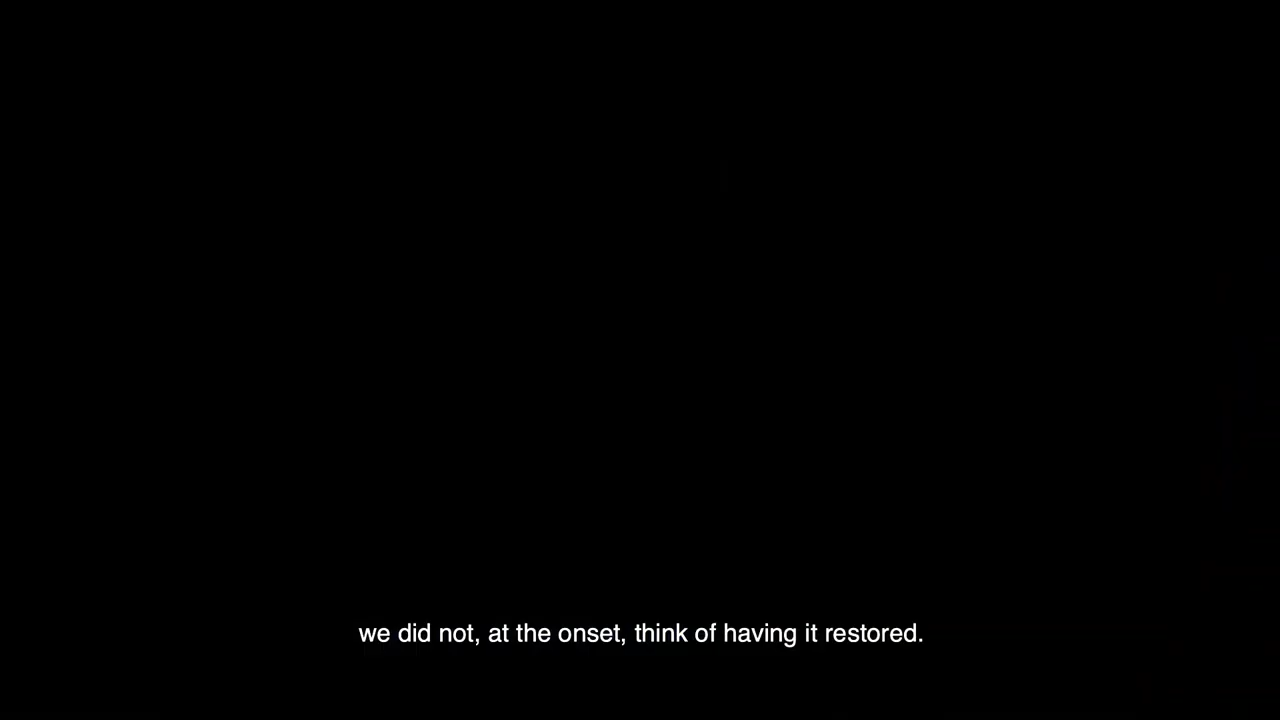 we did not, at the onset, think of having it restored.